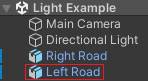 Light Example
Main Camera
Directional Light
Right Road
Left Road